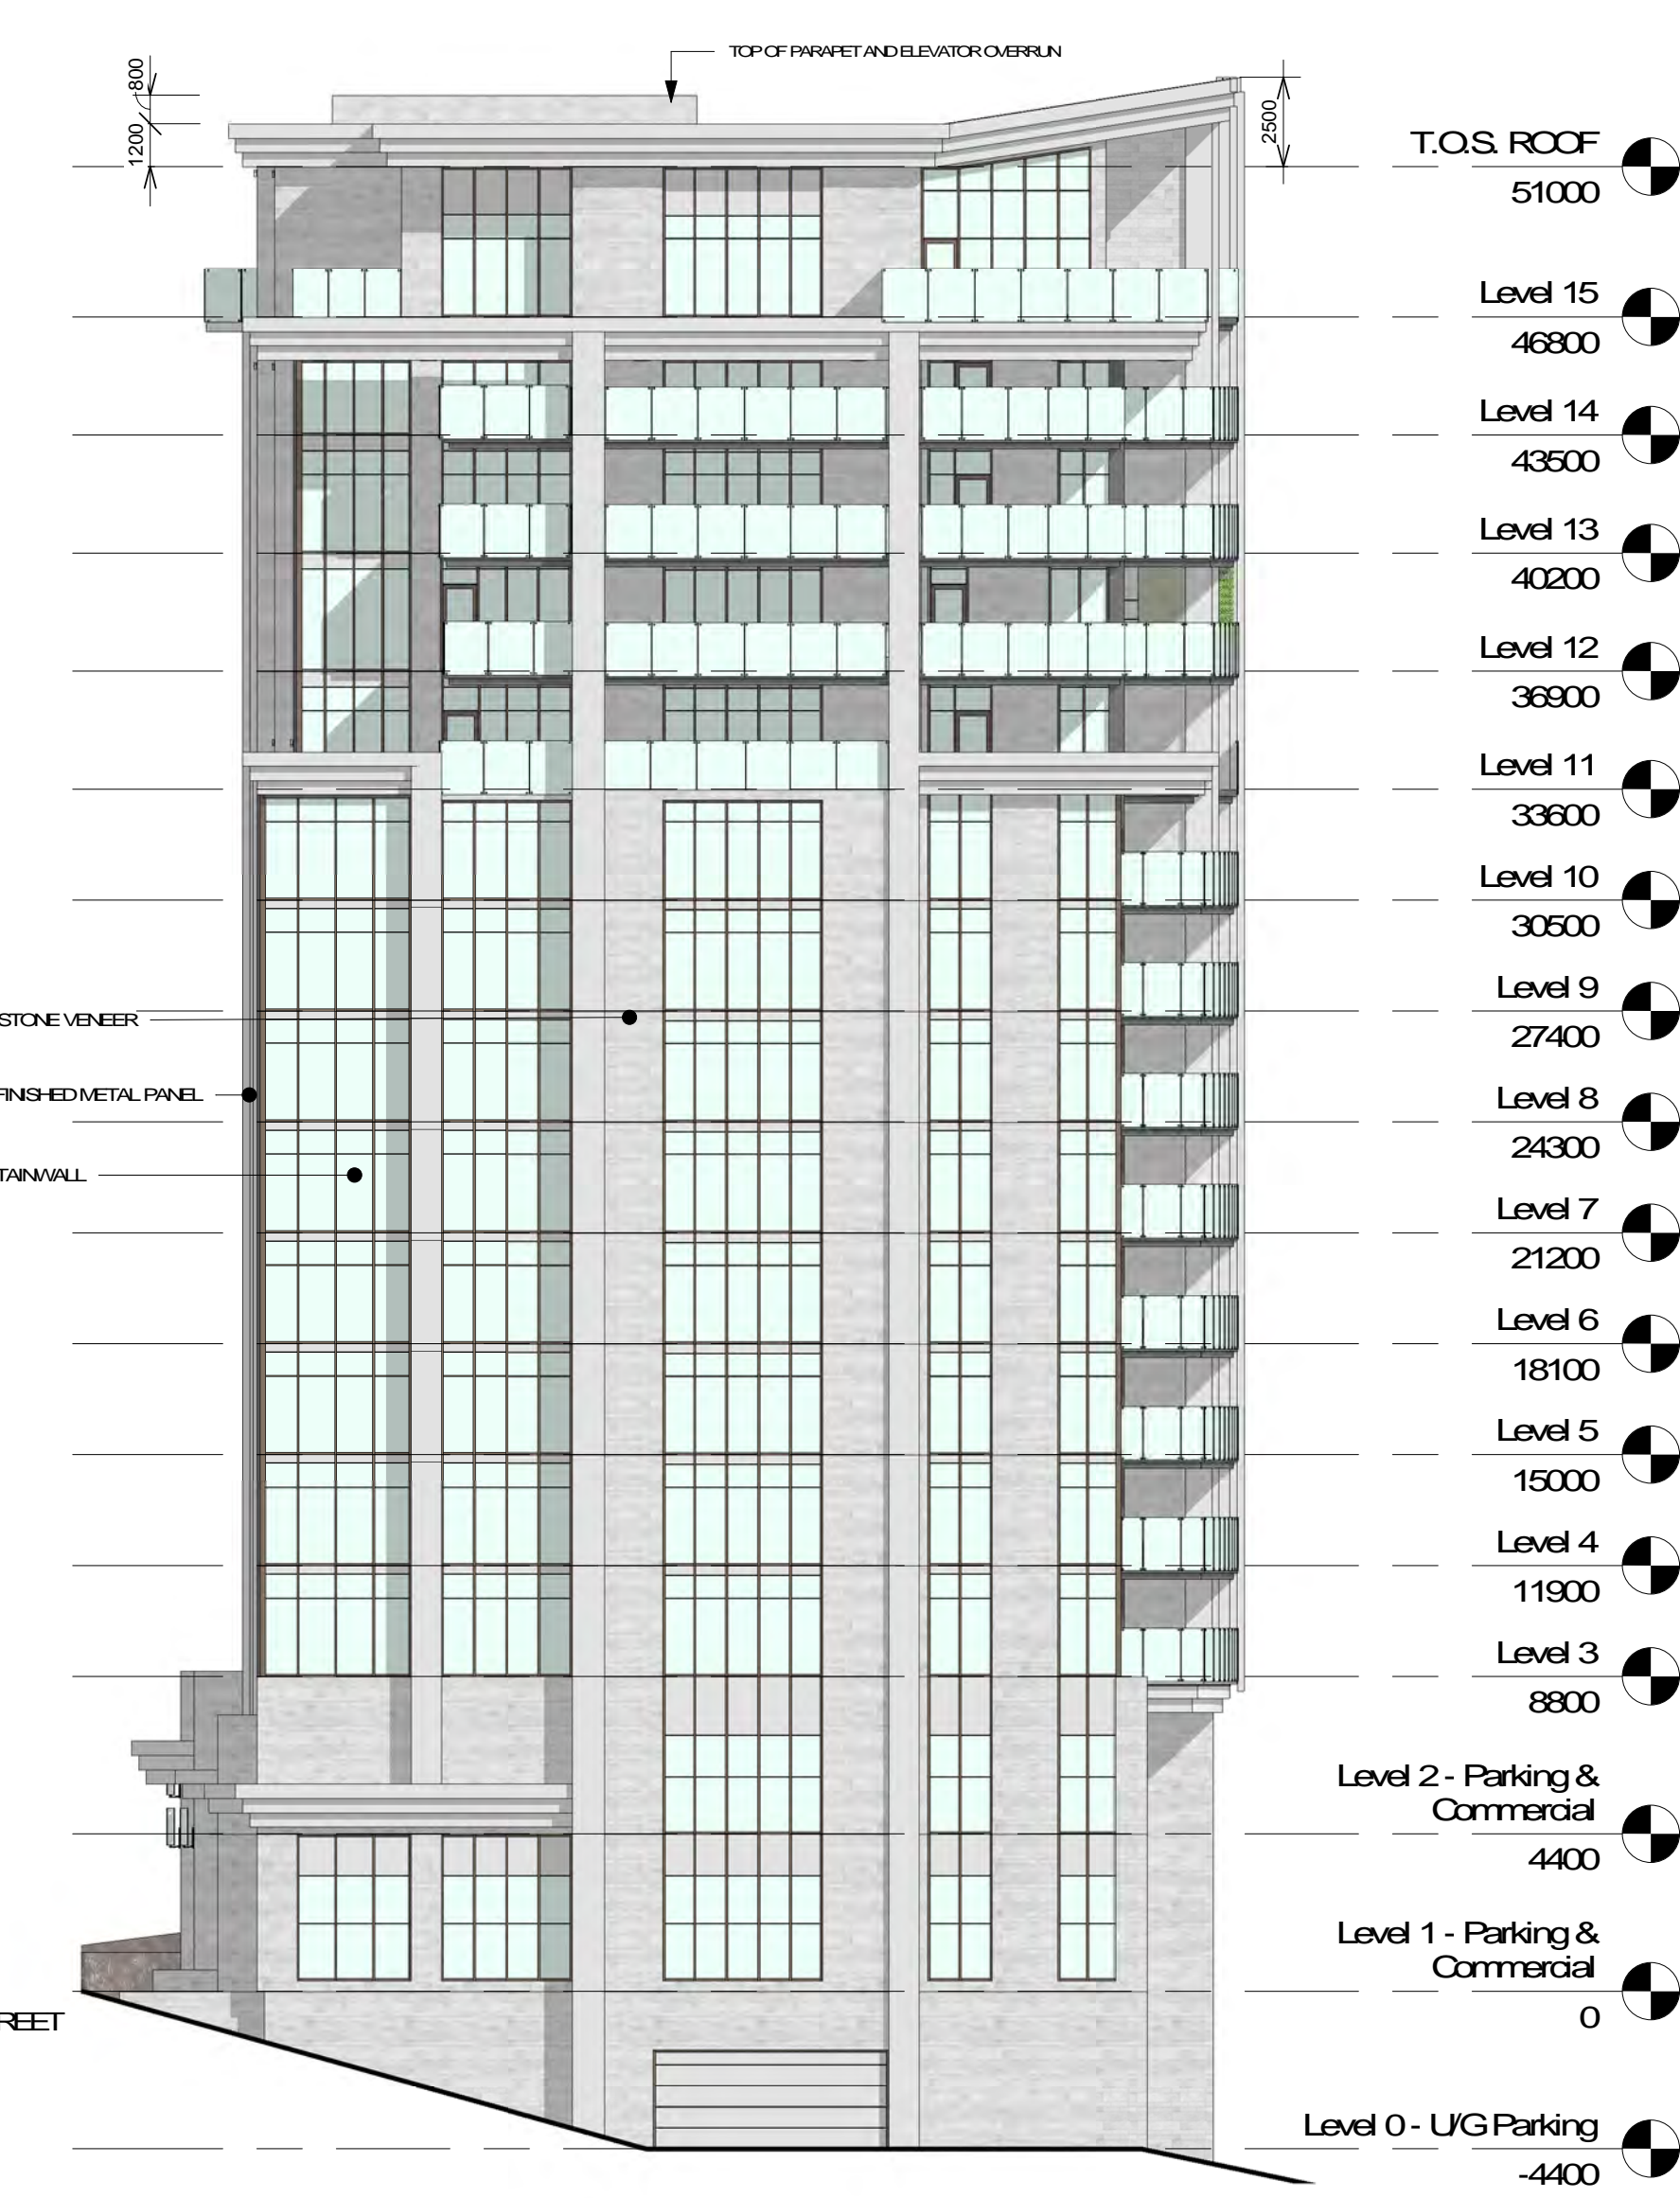 TOP OF PARAPET AND ELEVATOR OVERRUN
800
1200
2500
T.O.S. ROOF
51000
Level 15
46800
Level 14
43500
Level 13
40200
Level 12
36900
Level 11
33600
Level 10
30500
Level 9
27400
STONE VENEER
FINISHED METAL PANEL
Level 8
24300
TAINWALL
Level 7
21200
Level 6
18100
Level 5
15000
Level 4
11900
Level 3
8800
Level 2 - Parking &
Commercial
4400
Level 1 - Parking &
Commercial
0
REET
Level 0 - U/G Parking
-4400